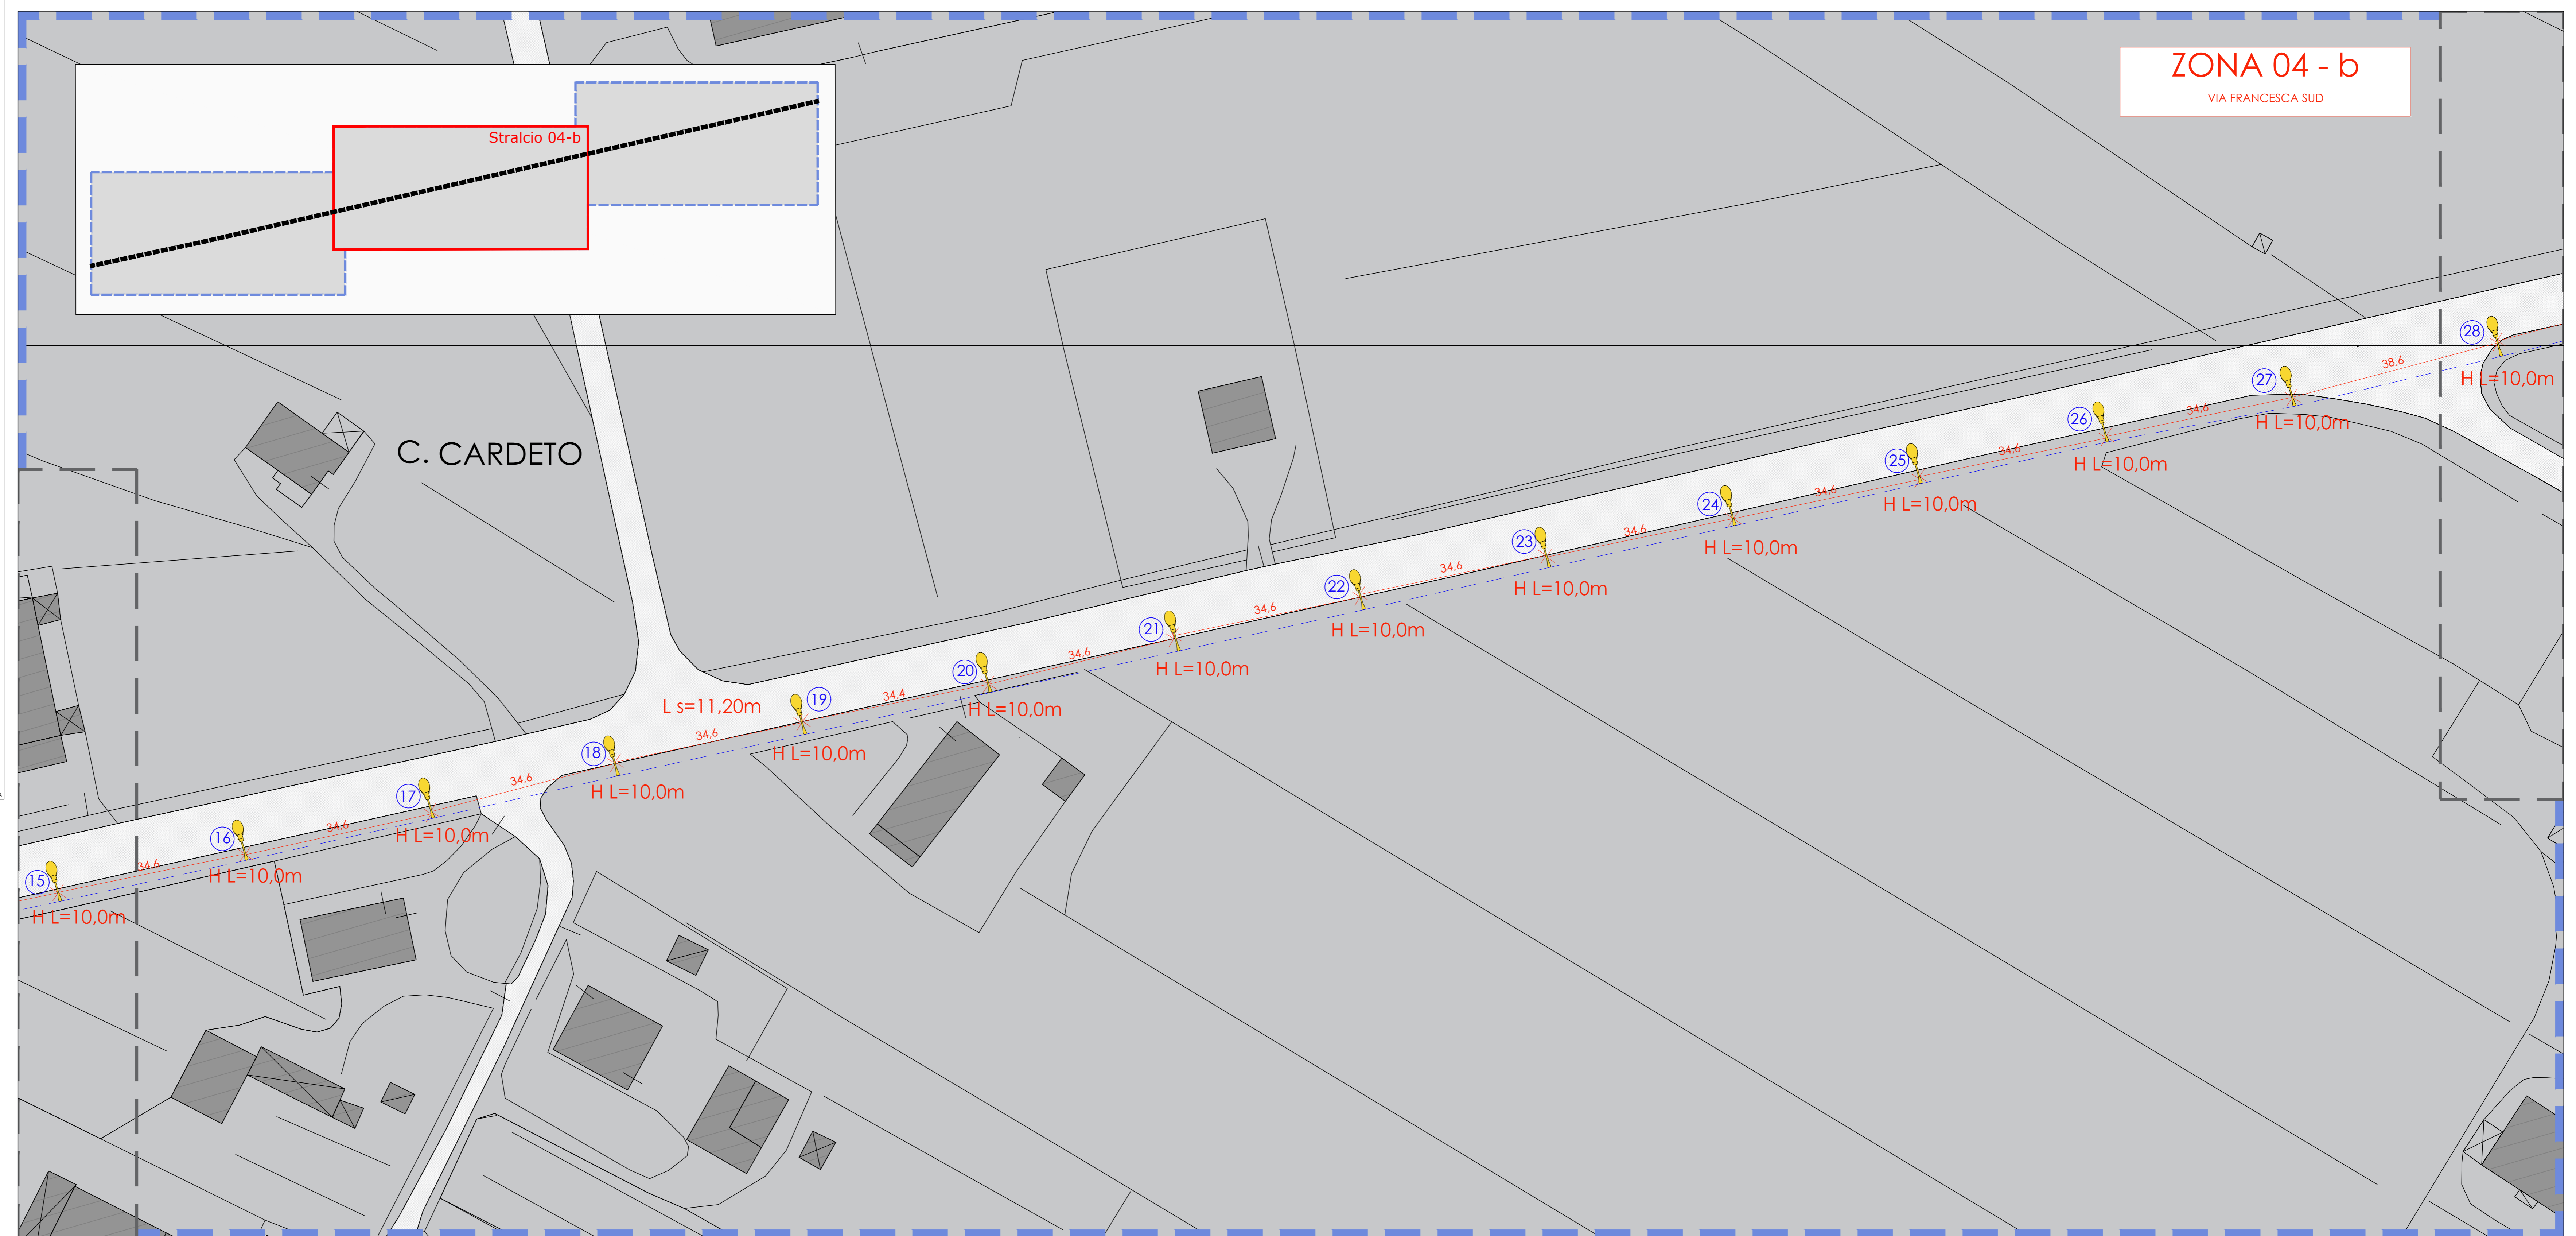 ZONA 04 - b
VIA FRANCESCA SUD
Stralcio 04-b
C. CARDETO
L s=11,20m
15
H L=10,0m
34,6
16
H L=10,0m
34,6
17
H L=10,0m
34,6
18
H L=10,0m
34,6
19
H L=10,0m
34,4
20
H L=10,0m
34,6
21
H L=10,0m
34,6
22
H L=10,0m
34,6
23
H L=10,0m
34,6
24
H L=10,0m
34,6
25
H L=10,0m
34,6
26
H L=10,0m
34,6
27
H L=10,0m
38,6
28
H L=10,0m